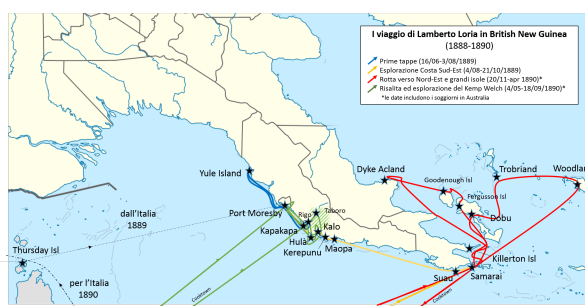 I viaggio di Lamberto Loria in British New Guinea
(1888-1890)
Prime tappe (16/06-3/08/1889)
Esplorazione Costa Sud-Est (4/08-21/10/1889)
Rotta verso Nord-Est e grandi isole (20/11-apr 1890)*
Risalita ed esplorazione del Kemp Welch (4/05-18/09/1890)*
*le date includono i soggiorni in Australia
Yule Island
Dyke Acland
Trobriand
Woodlar
Goodenough Isl
Fergusson Isl
Dobu
Port Moresby
Rigo
Taboro
Kapakapa
Kalo
Hula
Kerepunu
Maopa
dall'Italia
1889
Thursday Isl
per l'Italia
1890
Killerton Isl
Suau
Samarai
Cooktown
Cooktown